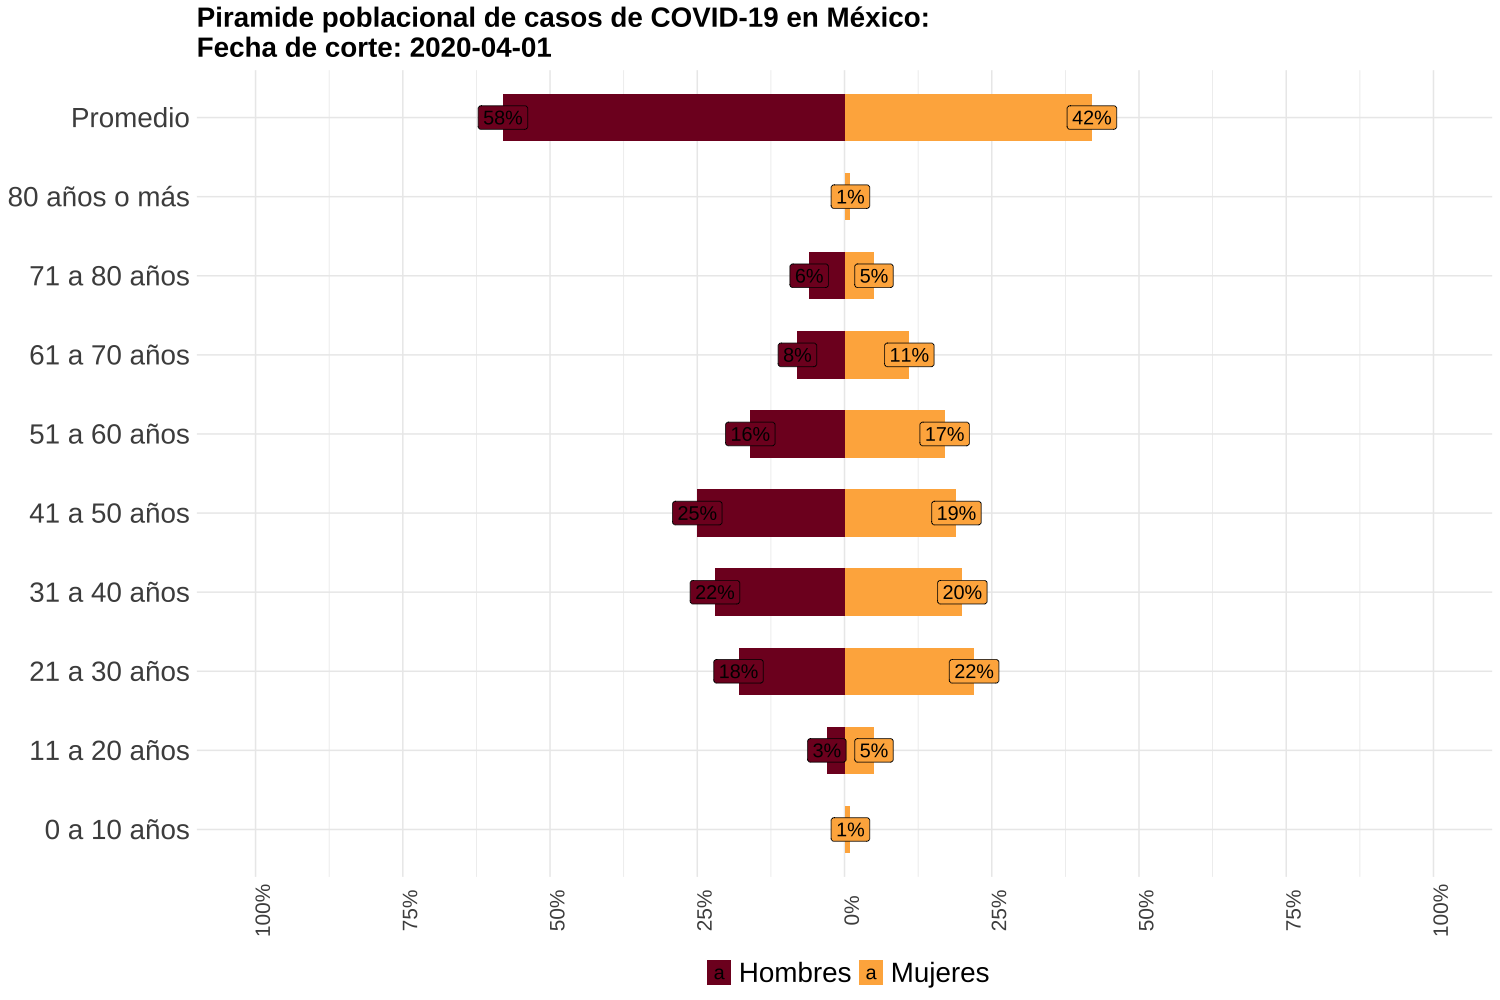 Piramide poblacional de casos de COVID-19 en México:
Fecha de corte: 2020-04-01
Promedio 58% 42%
80 años o más 1%
71 a 80 años 6% 5%
61 a 70 años 8% 11%
51 a 60 años 16% 17%
41 a 50 años 25% 19%
31 a 40 años 22% 20%
21 a 30 años 18% 22%
11 a 20 años 3% 5%
0 a 10 años 1%
100% 75% 50% 25% 0% 25% 50% 75% 100%
a Hombres a Mujeres